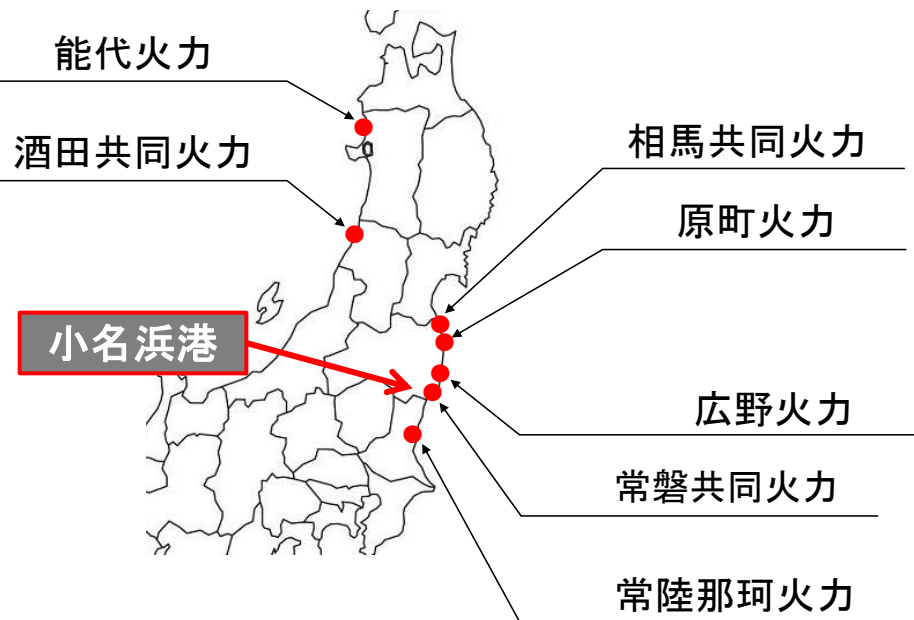 能代火力
酒田共同火力
小名浜港
相馬共同火力
原町火力
広野火力
常磐共同火力
常陸那珂火力